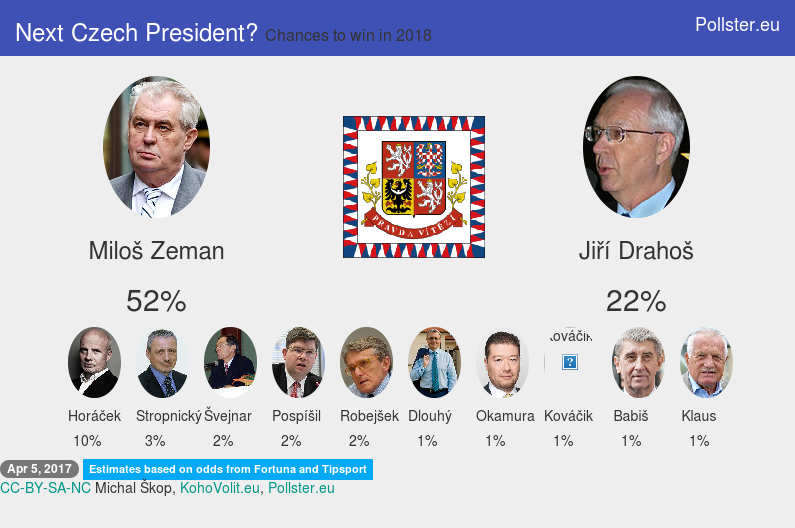 Next Czech President? Chances to win in 2018
Pollster.eu
PRAVDA VÍTĚZÍ
Miloš Zeman
Jiří Drahoš
52%
22%
Kováčik
Horáček Stropnický Švejnar Pospíšil Robejšek Dlouhý Okamura Kováčik Babiš Klaus
10% 3% 2% 2% 2% 1% 1% 1% 1% 1%
Apr 5, 2017 Estimates based on odds from Fortuna and Tipsport
CC-BY-SA-NC Michal Škop, KohoVolit.eu, Pollster.eu